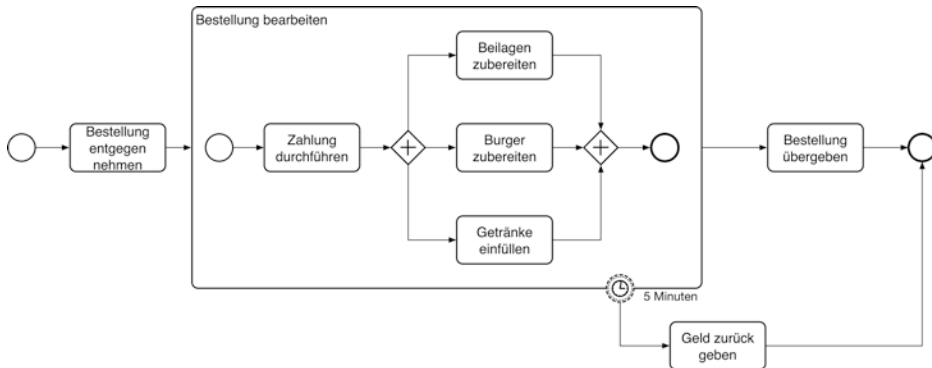 Bestellung bearbeiten
Beilagen
zubereiten
Bestellung
entgegen
nehmen
Zahlung
durchführen
Burger
zubereiten
Bestellung
übergeben
Getränke
einfüllen
5 Minuten
Geld zurück
geben